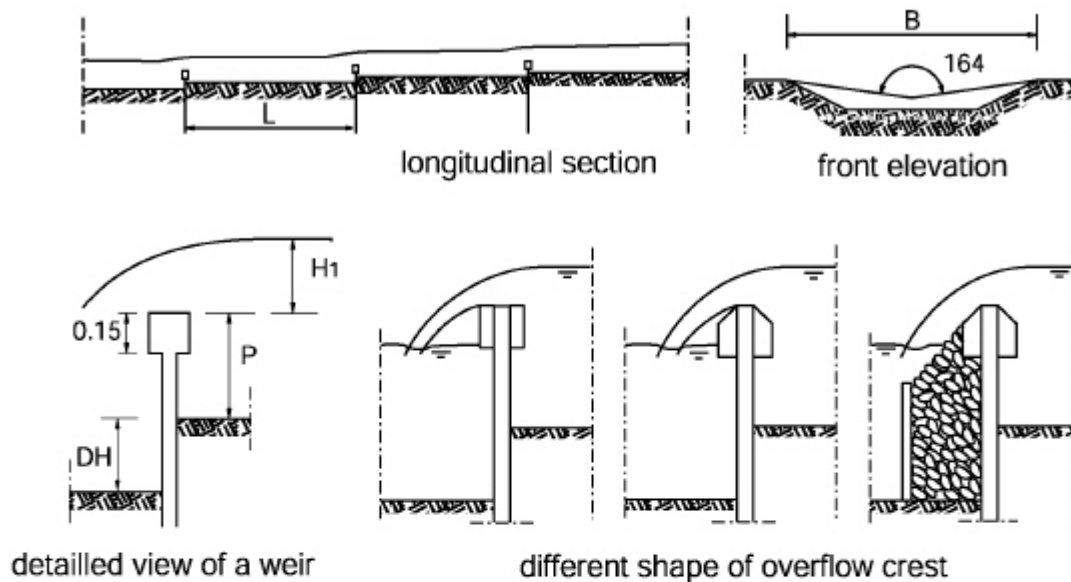 B
164
L
longitudinal section
front elevation
H1
0.15
P
DH
detailled view of a weir
different shape of overflow crest